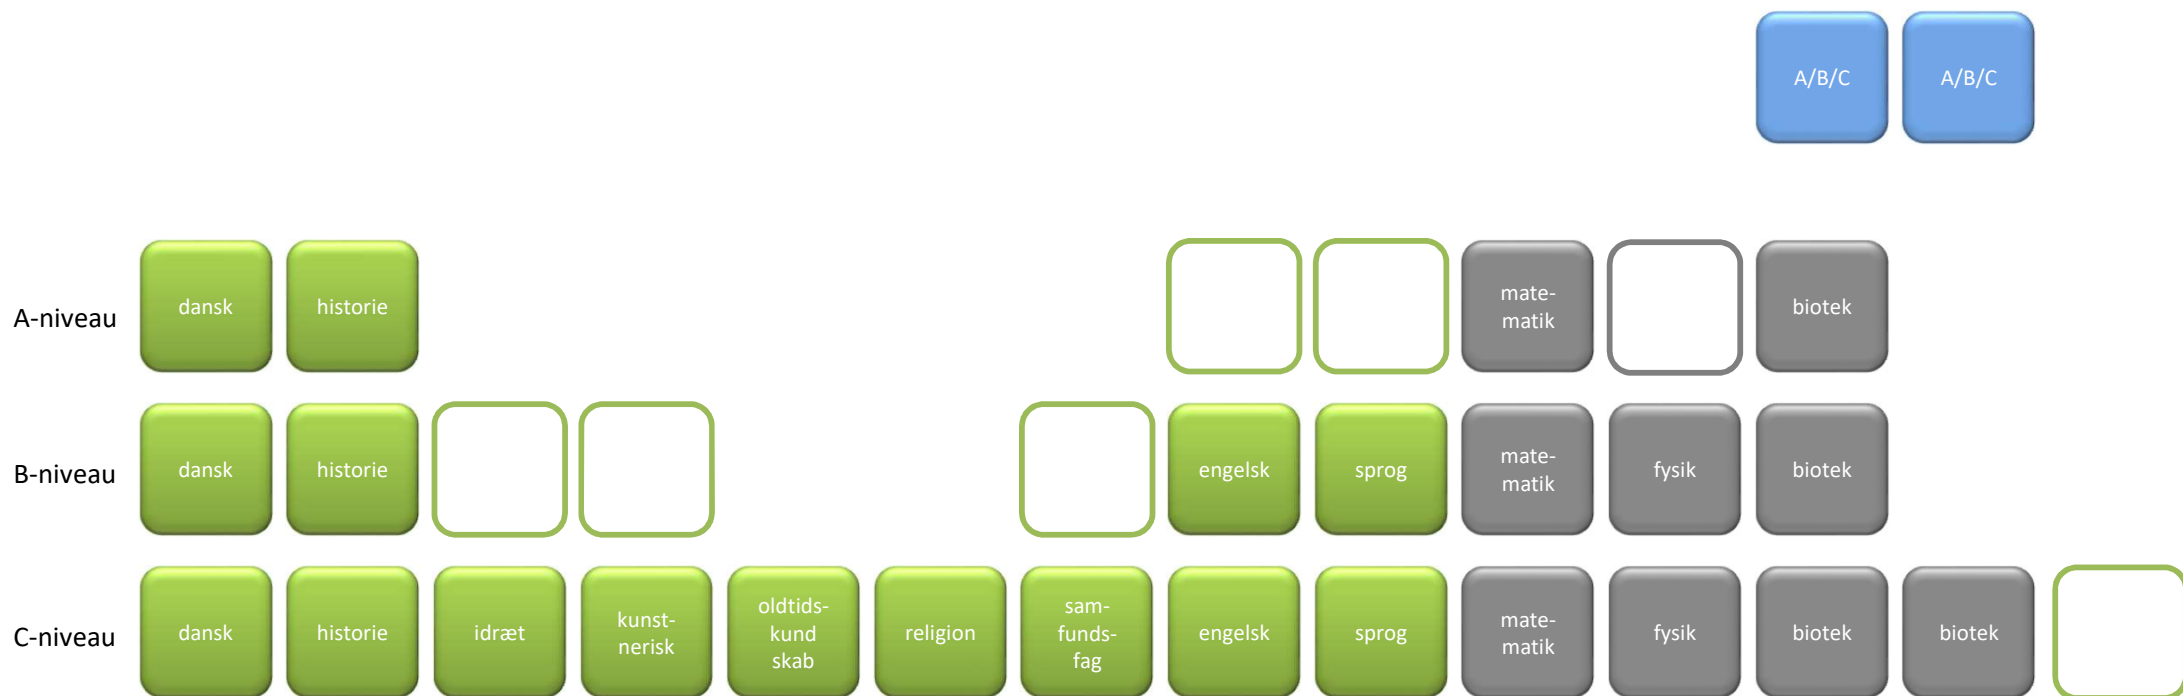 A/B/C A/B/C
A-niveau dansk historie mate-
matik biotek
B-niveau dansk historie engelsk sprog mate-
matik fysik biotek
C-niveau dansk historie idræt kunst-
nerisk oldtids-
kund
skab religion sam-
funds-
fag engelsk sprog mate-
matik fysik biotek biotek